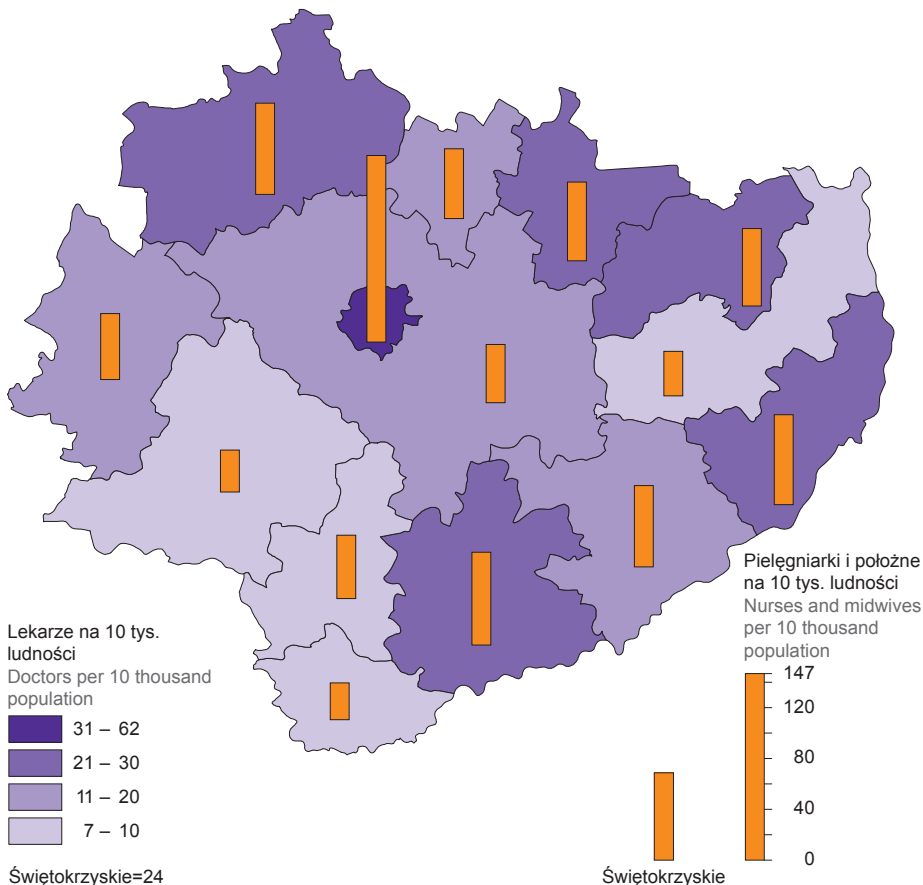 Lekarze na 10 tys.
ludności
Doctors per 10 thousand
population
31 – 62
21 – 30
11 – 20
7 – 10
Świętokrzyskie=24
Pielęgniarki i położne
na 10 tys. ludności
Nurses and midwives
per 10 thousand
population
147
120
80
40
0
Świętokrzyskie